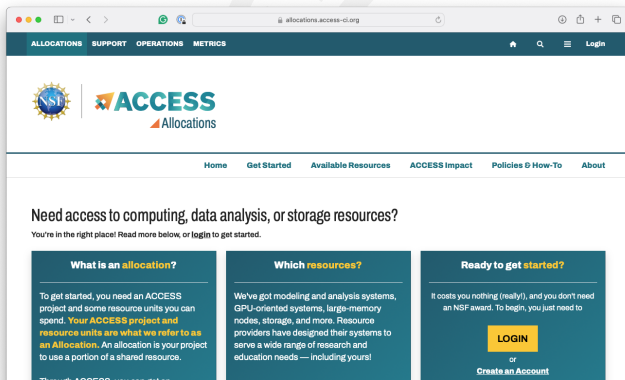 allocations.access-ci.org
ALLOCATIONS SUPPORT OPERATIONS METRICS Login
NSF
ACCESS
Allocations
Home Get Started Available Resources ACCESS Impact Policies & How-To About
Need access to computing, data analysis, or storage resources?
You're in the right place! Read more below, or login to get started.
What is an allocation?
To get started, you need an ACCESS
project and some resource units you can
spend. Your ACCESS project and
resource units are what we refer to as
an Allocation. An allocation is your project
to use a portion of a shared resource.
Which resources?
We've got modeling and analysis systems,
GPU-oriented systems, large-memory
nodes, storage, and more. Resource
providers have designed their systems to
serve a wide range of research and
education needs — including yours!
Ready to get started?
It costs you nothing (really!), and you don't need
an NSF award. To begin, you just need to
LOGIN
or
Create an Account